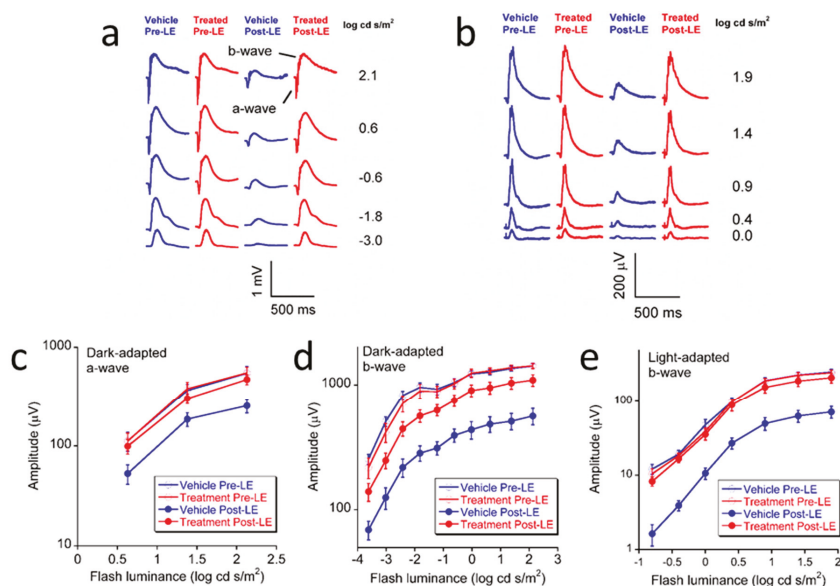 a
Vehicle Pre-LE
Treated Pre-LE
Vehicle Post-LE
Treated Post-LE
log cd s/m²
b-wave
a-wave
2.1
0.6
-0.6
-1.8
-3.0
1 mV
500 ms
b
Vehicle Pre-LE
Treated Pre-LE
Vehicle Post-LE
Treated Post-LE
log cd s/m²
1.9
1.4
0.9
0.4
0.0
200 µV
500 ms
c
Dark-adapted
a-wave
Amplitude (µV)
1000
100
10
Vehicle Pre-LE
Treatment Pre-LE
Vehicle Post-LE
Treatment Post-LE
0 0.5 1 1.5 2 2.5
Flash luminance (log cd s/m²)
d
Dark-adapted
b-wave
Amplitude (µV)
1000
100
Vehicle Pre-LE
Treatment Pre-LE
Vehicle Post-LE
Treatment Post-LE
-4 -3 -2 -1 0 1 2 3
Flash luminance (log cd s/m²)
e
Light-adapted
b-wave
Amplitude (µV)
100
10
1
Vehicle Pre-LE
Treatment Pre-LE
Vehicle Post-LE
Treatment Post-LE
-1 -0.5 0 0.5 1 1.5 2
Flash luminance (log cd s/m²)